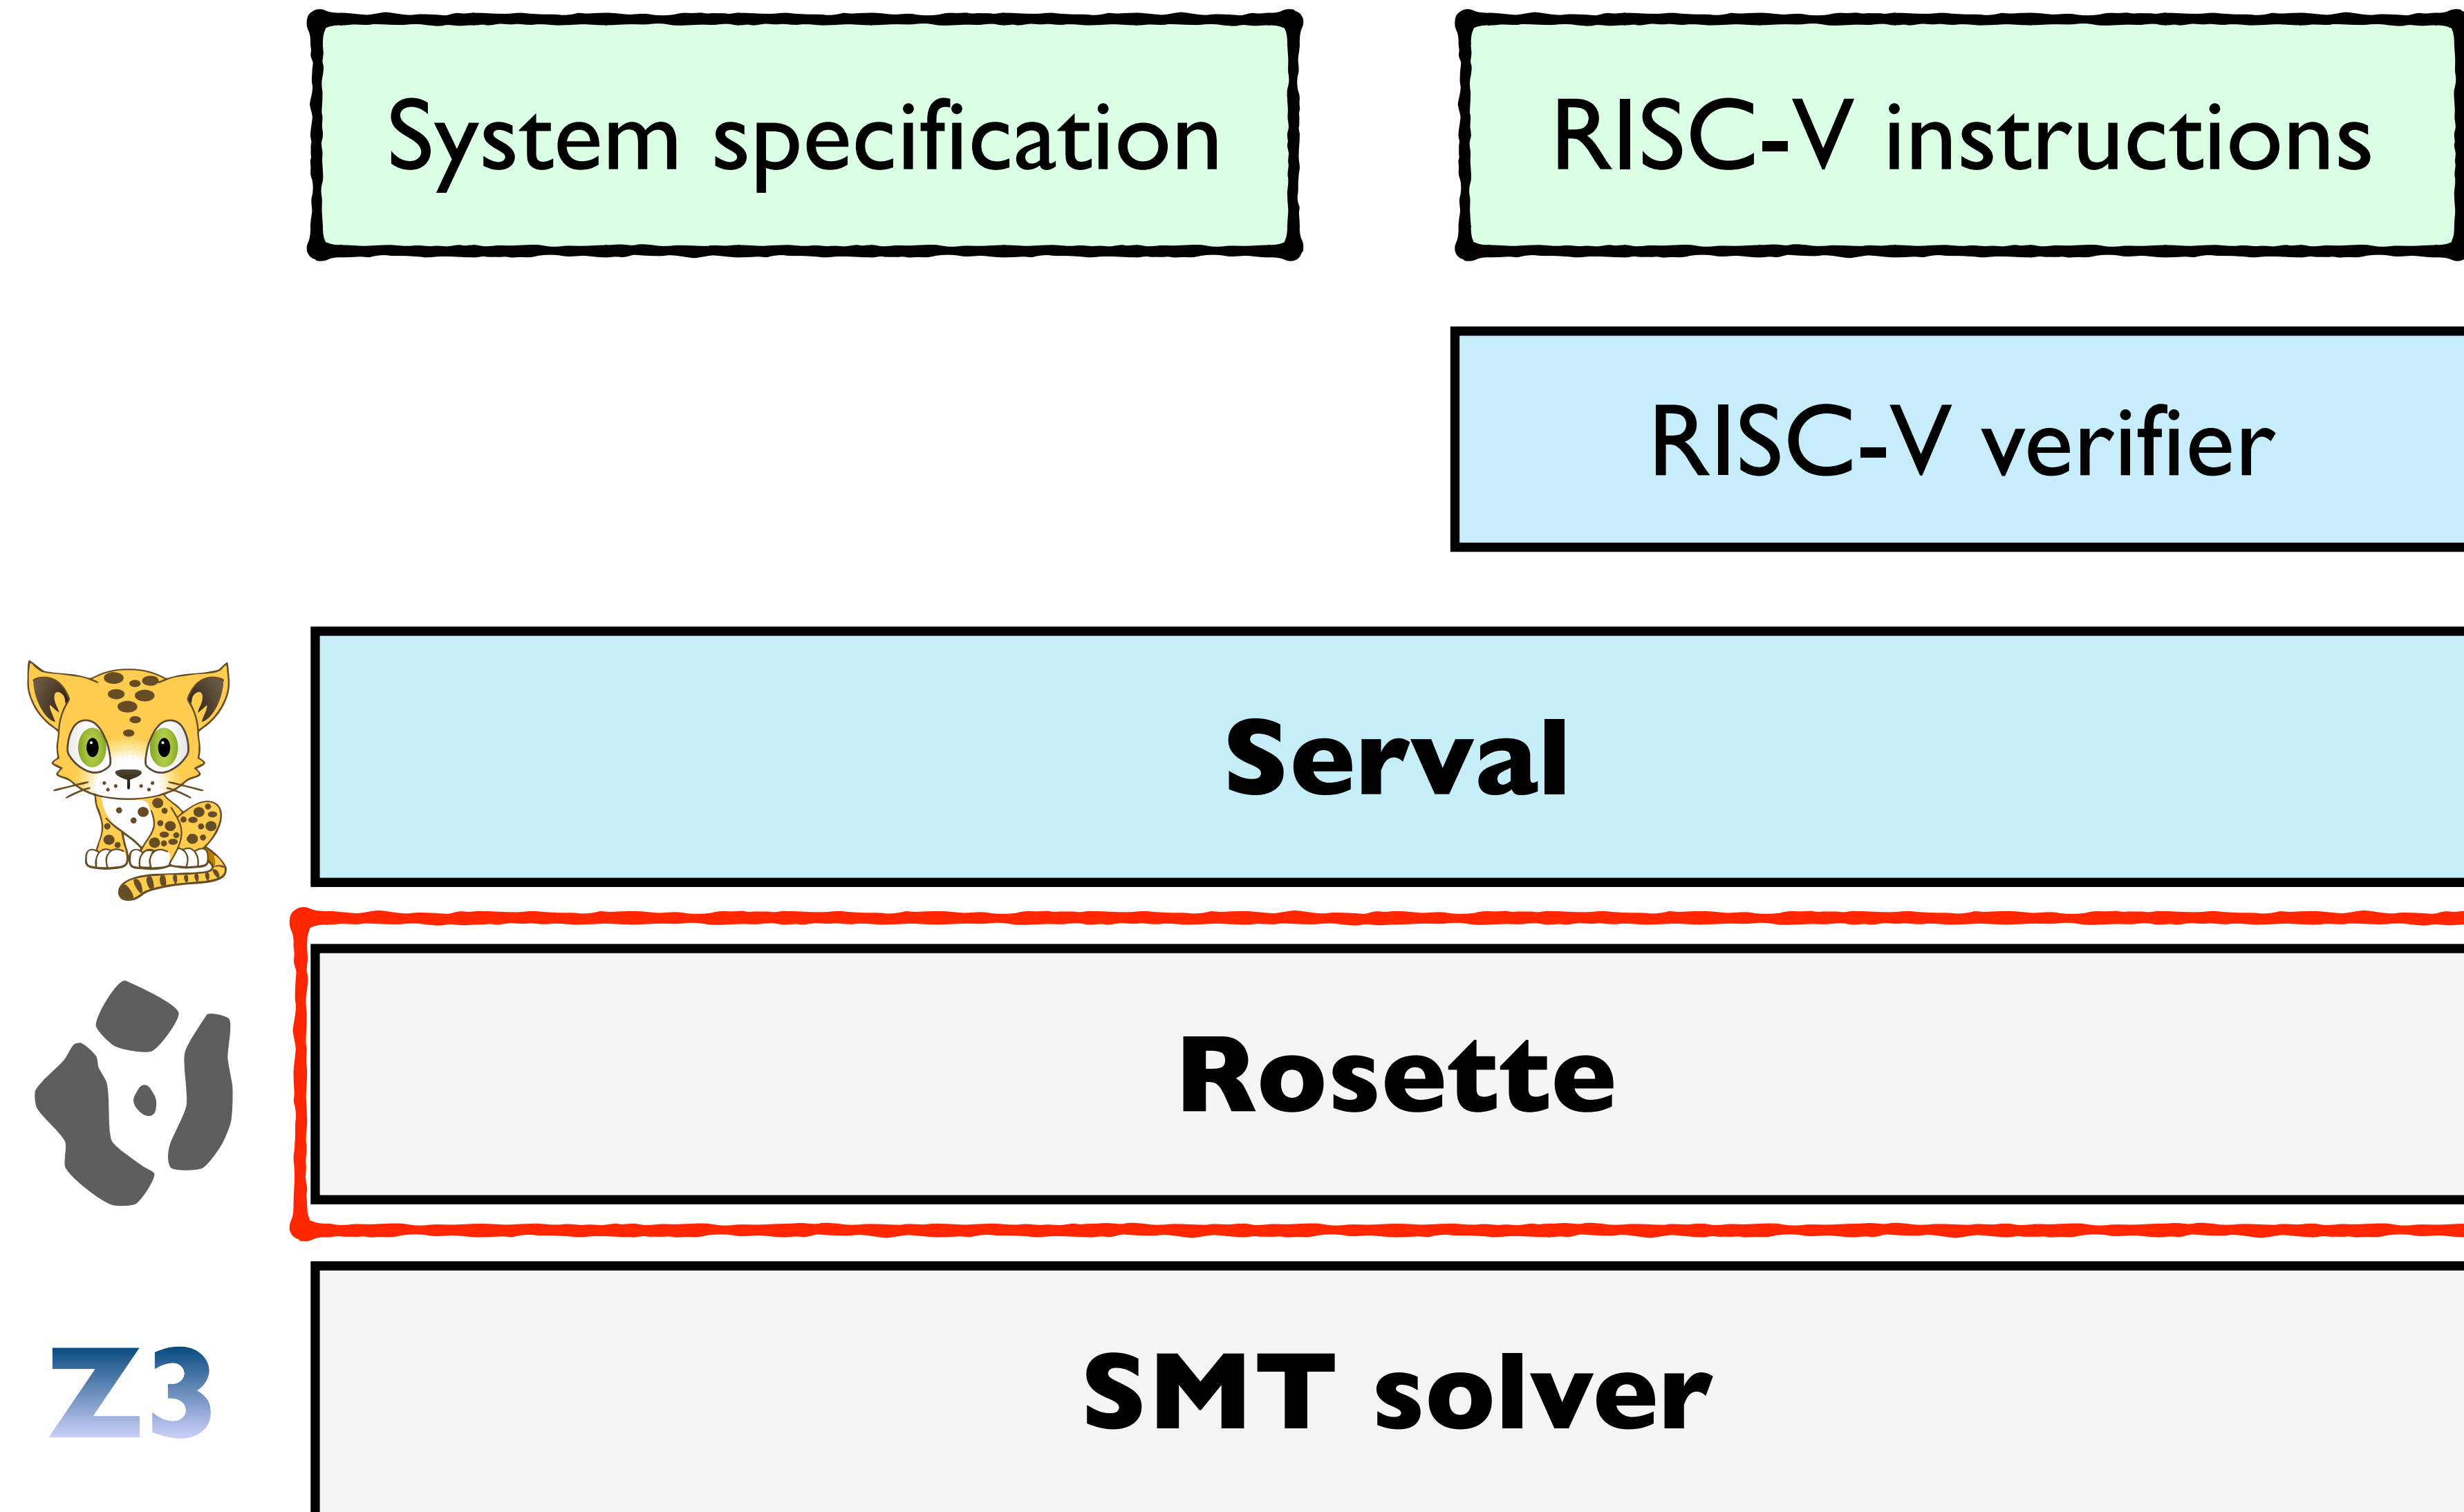 System specification
RISC-V instructions
RISC-V verifier
Serval
Rosette
Z3
SMT solver